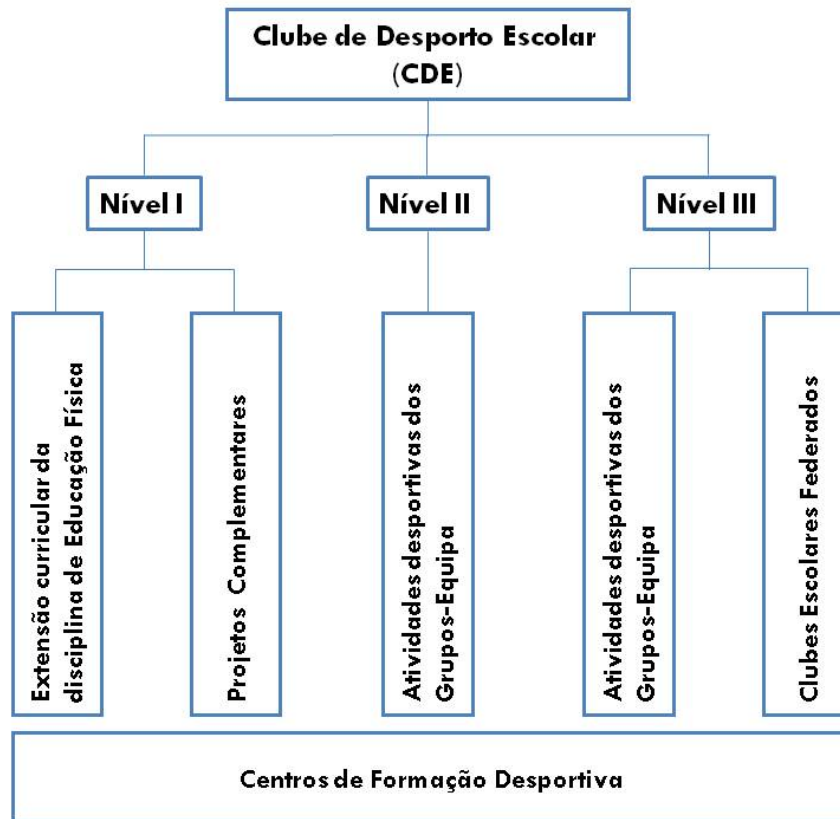 Clube de Desporto Escolar
(CDE)
Nível I
Nível II
Nível III
Extensão curricular da
disciplina de Educação Física
Projetos Complementares
Atividades desportivas dos
Grupos-Equipa
Atividades desportivas dos
Grupos-Equipa
Clubes Escolares Federados
Centros de Formação Desportiva